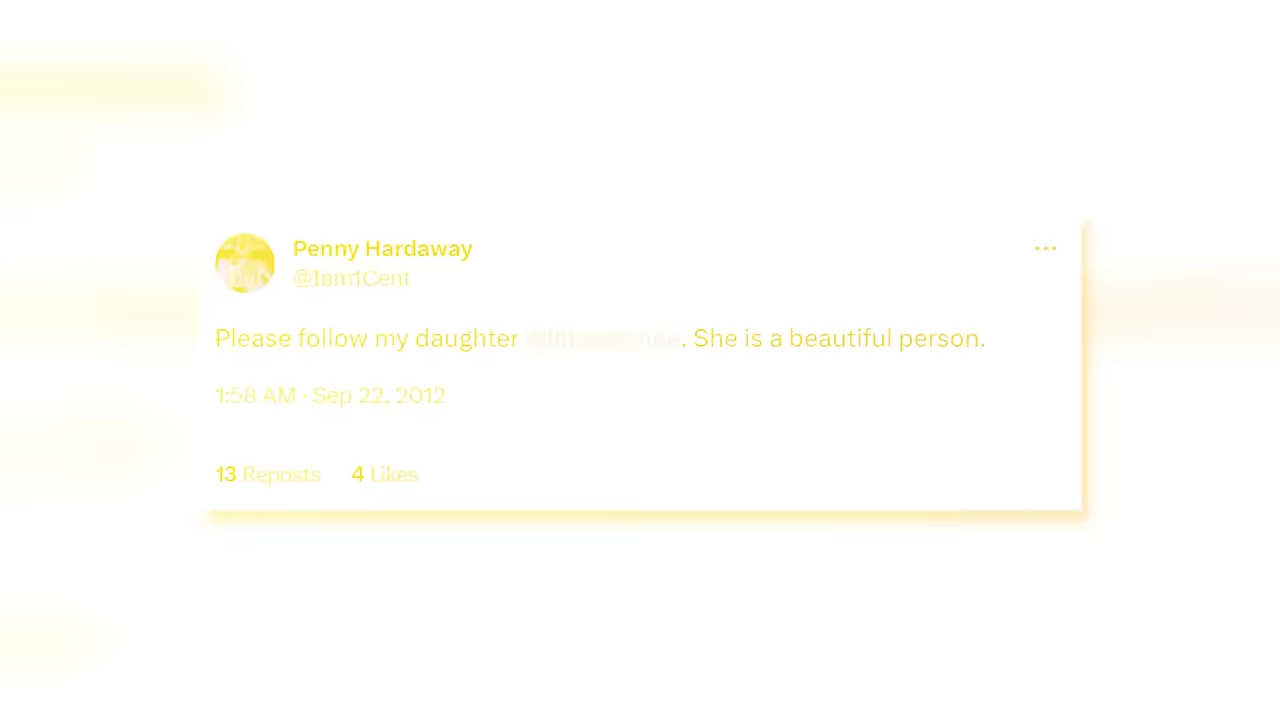 Penny Hardaway
@Iam1Cent
Please follow my daughter . She is a beautiful person.
1:58 AM · Sep 22, 2012
13 Reposts 4 Likes